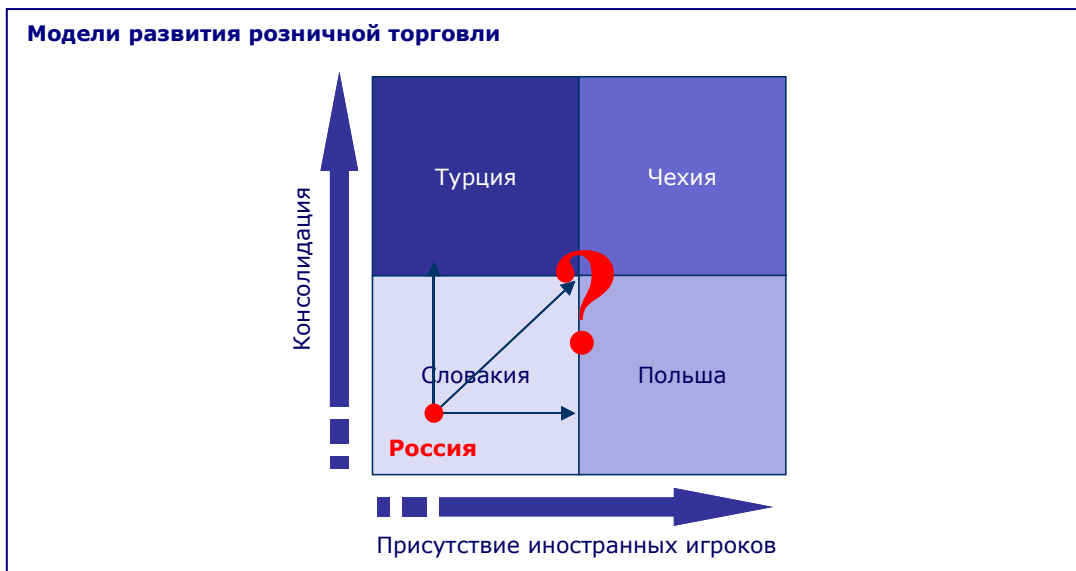 Модели развития розничной торговли
Турция
Чехия
Консолидация
?
Словакия
Польша
Россия
Присутствие иностранных игроков